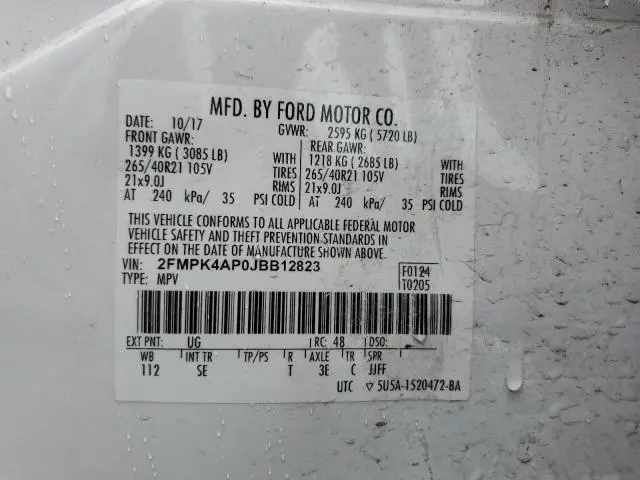 MFD. BY FORD MOTOR CO.
DATE: 10/17 GVWR: 2595 KG ( 5720 LB)
FRONT GAWR: REAR GAWR:
1399 KG ( 3085 LB) WITH 1218 KG ( 2685 LB) WITH
265/40R21 105V TIRES 265/40R21 105V TIRES
21x9.0J RIMS 21x9.0J RIMS
AT 240 kPa/ 35 PSI COLD AT 240 kPa/ 35 PSI COLD
THIS VEHICLE CONFORMS TO ALL APPLICABLE FEDERAL MOTOR
VEHICLE SAFETY AND THEFT PREVENTION STANDARDS IN
EFFECT ON THE DATE OF MANUFACTURE SHOWN ABOVE.
VIN: 2FMPK4AP0JBB12823 F0124
TYPE: MPV T0205
EXT PNT: UG RC: 48 DSO:
WB INT TR TP/PS R AXLE TR SPR
112 SE T 3E C JJFF
UTC ▽ 5U5A-1520472-BA